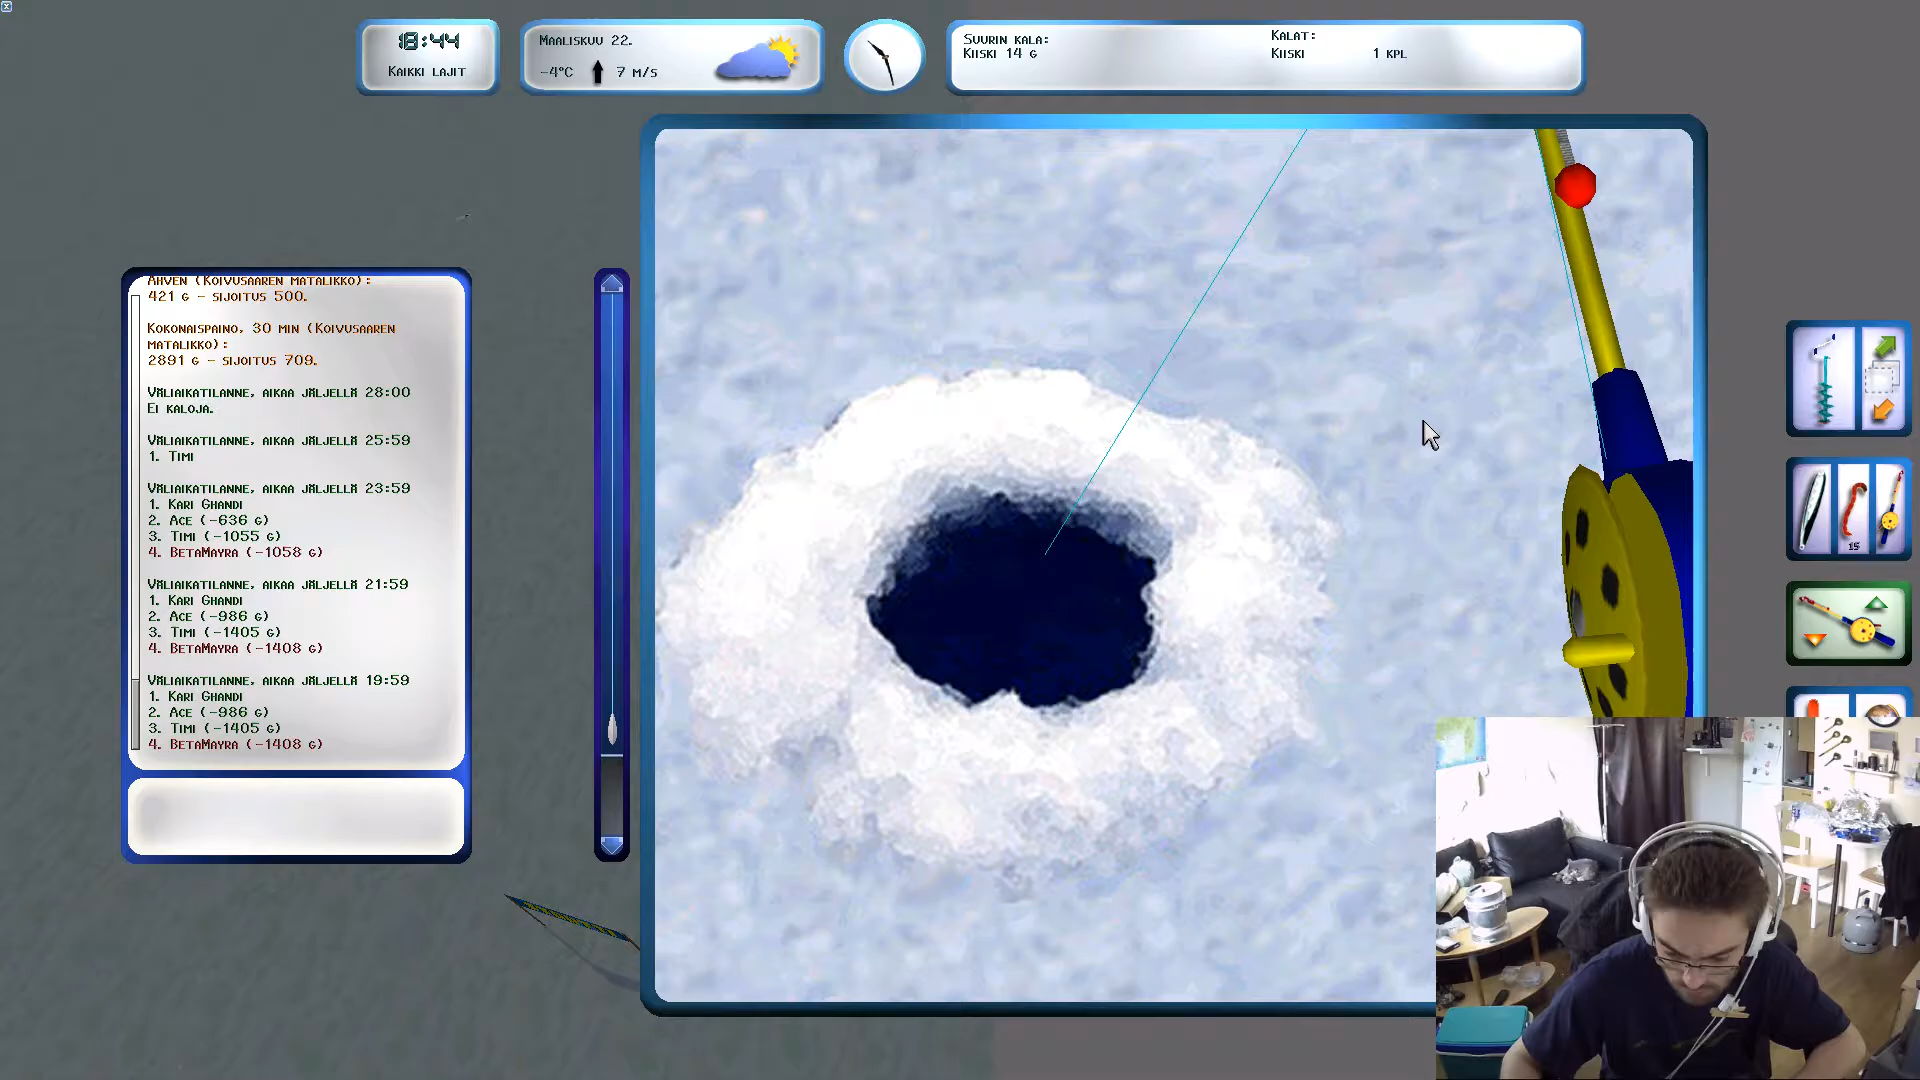 18:44
KAIKKI LAJIT
MAALISKUU 22.
-4°C 7 M/S
SUURIN KALA:
KIISKI 14 G
KALAT:
KIISKI 1 KPL
AHVEN (KOIVUSAAREN MATALIKKO):
421 G – SIJOITUS 500.
KOKONAISPAINO, 30 MIN (KOIVUSAAREN
MATALIKKO):
2891 G – SIJOITUS 709.
VÄLIAIKATILANNE, AIKAA JÄLJELLÄ 28:00
EI KALOJA.
VÄLIAIKATILANNE, AIKAA JÄLJELLÄ 25:59
1. TIMI
VÄLIAIKATILANNE, AIKAA JÄLJELLÄ 23:59
1. KARI GHANDI
2. ACE (-636 G)
3. TIMI (-1055 G)
4. BETAMAYRA (-1058 G)
VÄLIAIKATILANNE, AIKAA JÄLJELLÄ 21:59
1. KARI GHANDI
2. ACE (-986 G)
3. TIMI (-1405 G)
4. BETAMAYRA (-1408 G)
VÄLIAIKATILANNE, AIKAA JÄLJELLÄ 19:59
1. KARI GHANDI
2. ACE (-986 G)
3. TIMI (-1405 G)
4. BETAMAYRA (-1408 G)
15